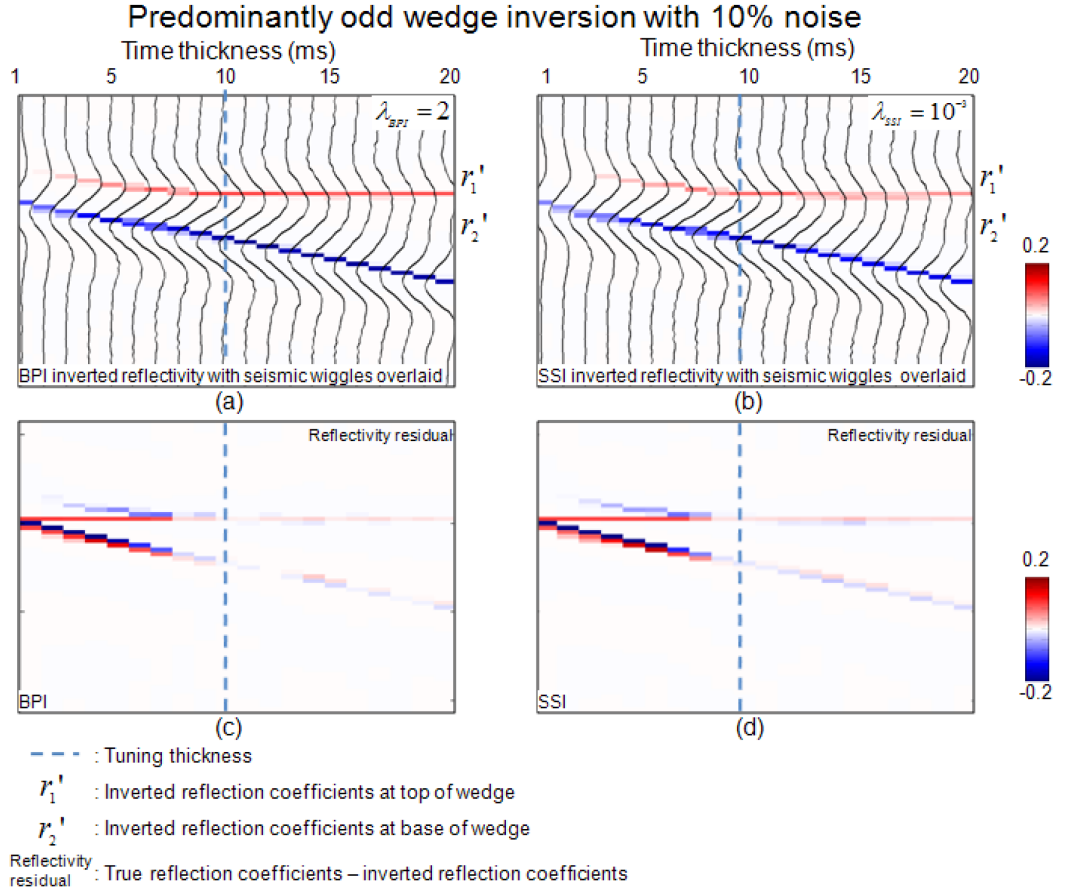 Predominantly odd wedge inversion with 10% noise
Time thickness (ms)
1 5 10 15 20
λBPI = 2
r1'
r2'
BPI inverted reflectivity with seismic wiggles overlaid
(a)
Time thickness (ms)
1 5 10 15 20
λSSI = 10⁻³
r1'
r2'
SSI inverted reflectivity with seismic wiggles overlaid
(b)
0.2
-0.2
Reflectivity residual
BPI
(c)
Reflectivity residual
SSI
(d)
0.2
-0.2
: Tuning thickness
r1' : Inverted reflection coefficients at top of wedge
r2' : Inverted reflection coefficients at base of wedge
Reflectivity residual : True reflection coefficients – inverted reflection coefficients